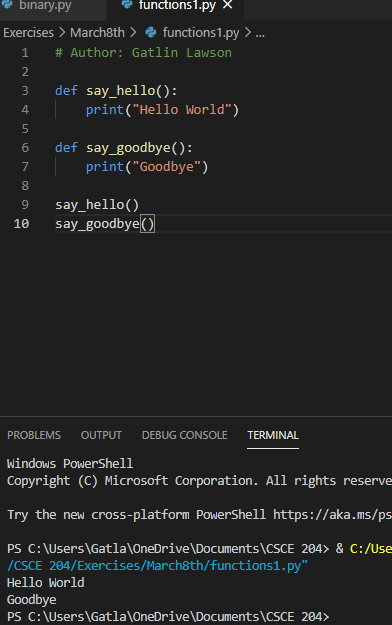 binary.py functions1.py
Exercises > March8th > functions1.py > ...
1 # Author: Gatlin Lawson
2
3 def say_hello():
4     print("Hello World")
5
6 def say_goodbye():
7     print("Goodbye")
8
9 say_hello()
10 say_goodbye()
PROBLEMS OUTPUT DEBUG CONSOLE TERMINAL
Windows PowerShell
Copyright (C) Microsoft Corporation. All rights reserve
Try the new cross-platform PowerShell https://aka.ms/ps
PS C:\Users\Gatla\OneDrive\Documents\CSCE 204> & C:/Use
/CSCE 204/Exercises/March8th/functions1.py"
Hello World
Goodbye
PS C:\Users\Gatla\OneDrive\Documents\CSCE 204>